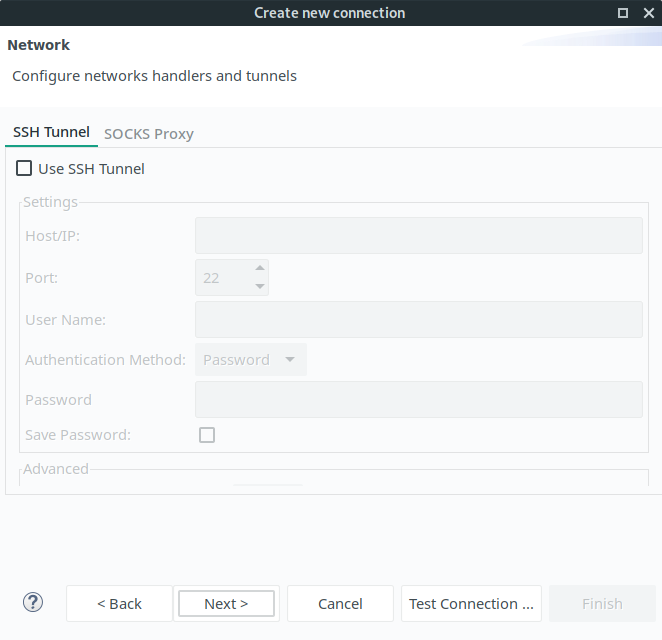 Create new connection
Network
Configure networks handlers and tunnels
SSH Tunnel SOCKS Proxy
Use SSH Tunnel
Settings
Host/IP:
Port: 22
User Name:
Authentication Method: Password
Password
Save Password:
Advanced
? < Back Next > Cancel Test Connection ... Finish